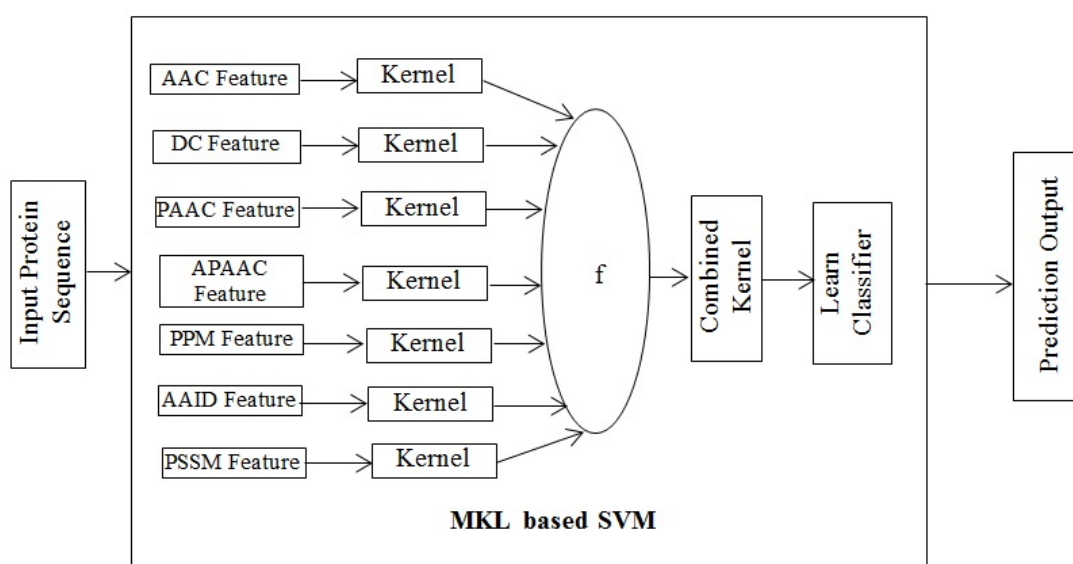 Input Protein
Sequence
AAC Feature
Kernel
DC Feature
Kernel
PAAC Feature
Kernel
APAAC
Feature
Kernel
PPM Feature
Kernel
AAID Feature
Kernel
PSSM Feature
Kernel
f
Combined
Kernel
Learn
Classifier
MKL based SVM
Prediction Output